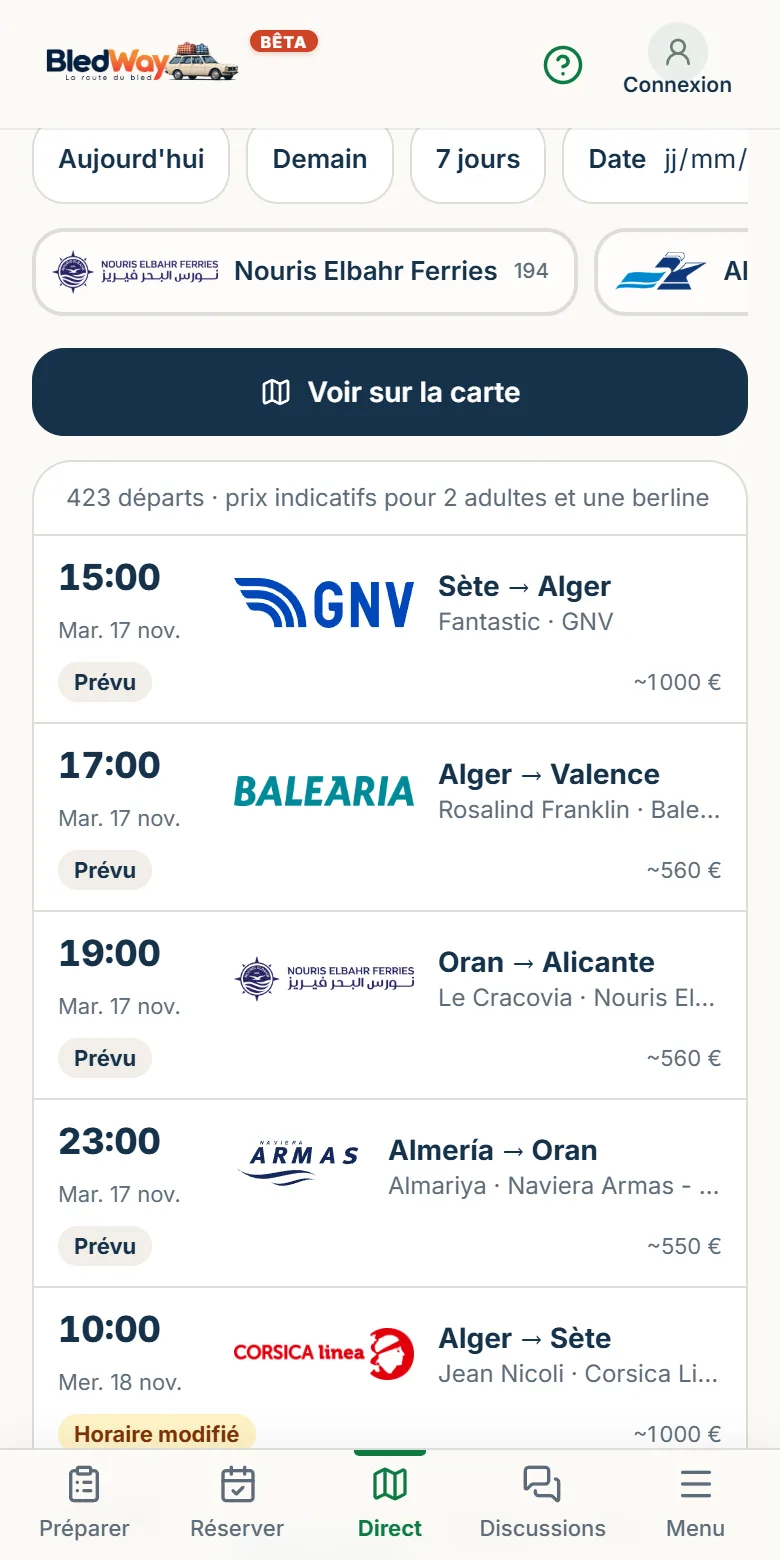 BledWay
La route du bled
BÊTA
Connexion
Aujourd'hui
Demain
7 jours
Date jj/mm/
NOURIS ELBAHR FERRIES
نورس البحر فيريز
Nouris Elbahr Ferries 194
Al
Voir sur la carte
423 départs · prix indicatifs pour 2 adultes et une berline
15:00
Mar. 17 nov.
Prévu
GNV
Sète → Alger
Fantastic · GNV
~1000 €
17:00
Mar. 17 nov.
Prévu
BALEARIA
Alger → Valence
Rosalind Franklin · Bale...
~560 €
19:00
Mar. 17 nov.
Prévu
NOURIS ELBAHR FERRIES
نورس البحر فيريز
Oran → Alicante
Le Cracovia · Nouris El...
~560 €
23:00
Mar. 17 nov.
Prévu
NAVIERA
ARMAS
Almería → Oran
Almariya · Naviera Armas - ...
~550 €
10:00
Mer. 18 nov.
Horaire modifié
CORSICA linea
Alger → Sète
Jean Nicoli · Corsica Li...
~1000 €
Préparer
Réserver
Direct
Discussions
Menu